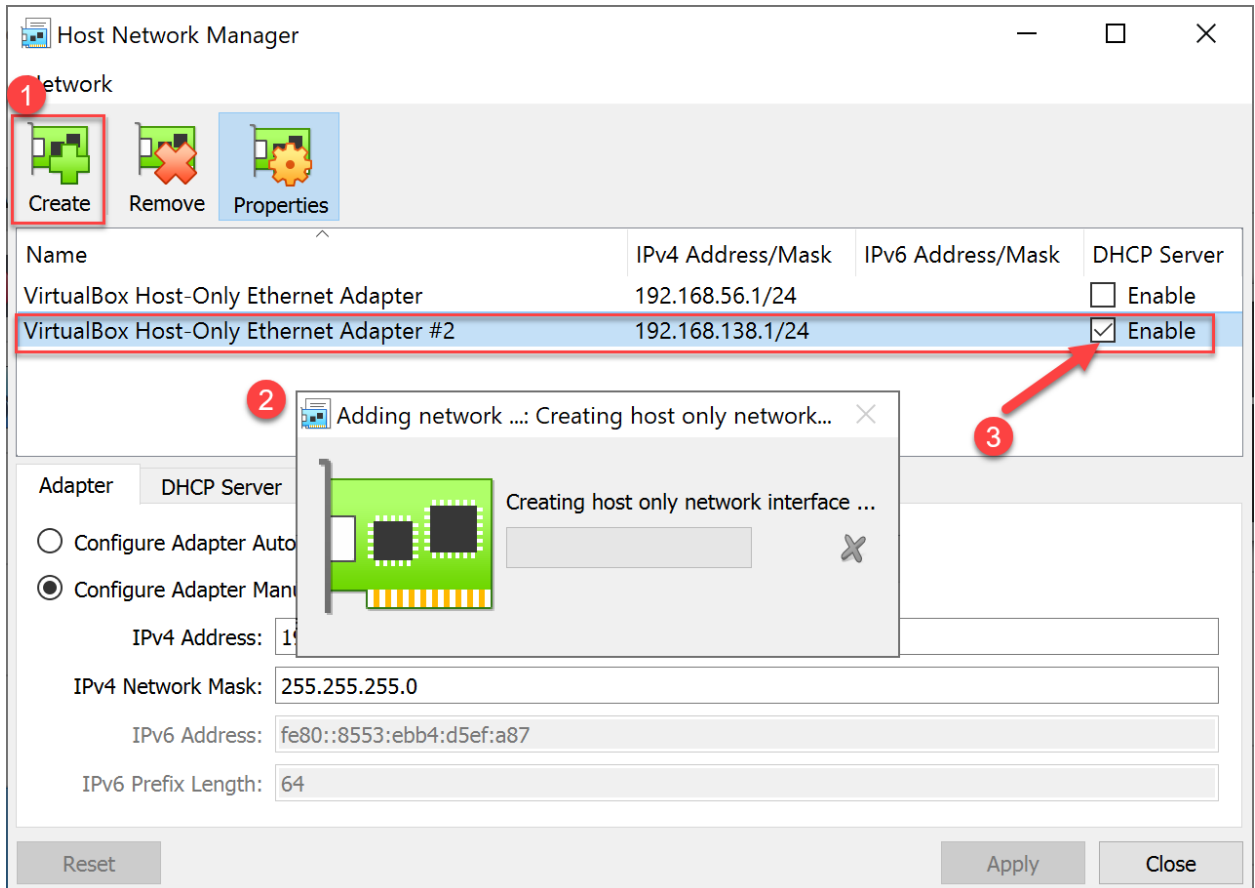 Host Network Manager
etwork
1
Create Remove Properties
Name IPv4 Address/Mask IPv6 Address/Mask DHCP Server
VirtualBox Host-Only Ethernet Adapter 192.168.56.1/24 Enable
VirtualBox Host-Only Ethernet Adapter #2 192.168.138.1/24 Enable
2
Adding network ...: Creating host only network...
3
Creating host only network interface ...
Adapter DHCP Server
Configure Adapter Auto
Configure Adapter Manu
IPv4 Address: 19
IPv4 Network Mask: 255.255.255.0
IPv6 Address: fe80::8553:ebb4:d5ef:a87
IPv6 Prefix Length: 64
Reset Apply Close